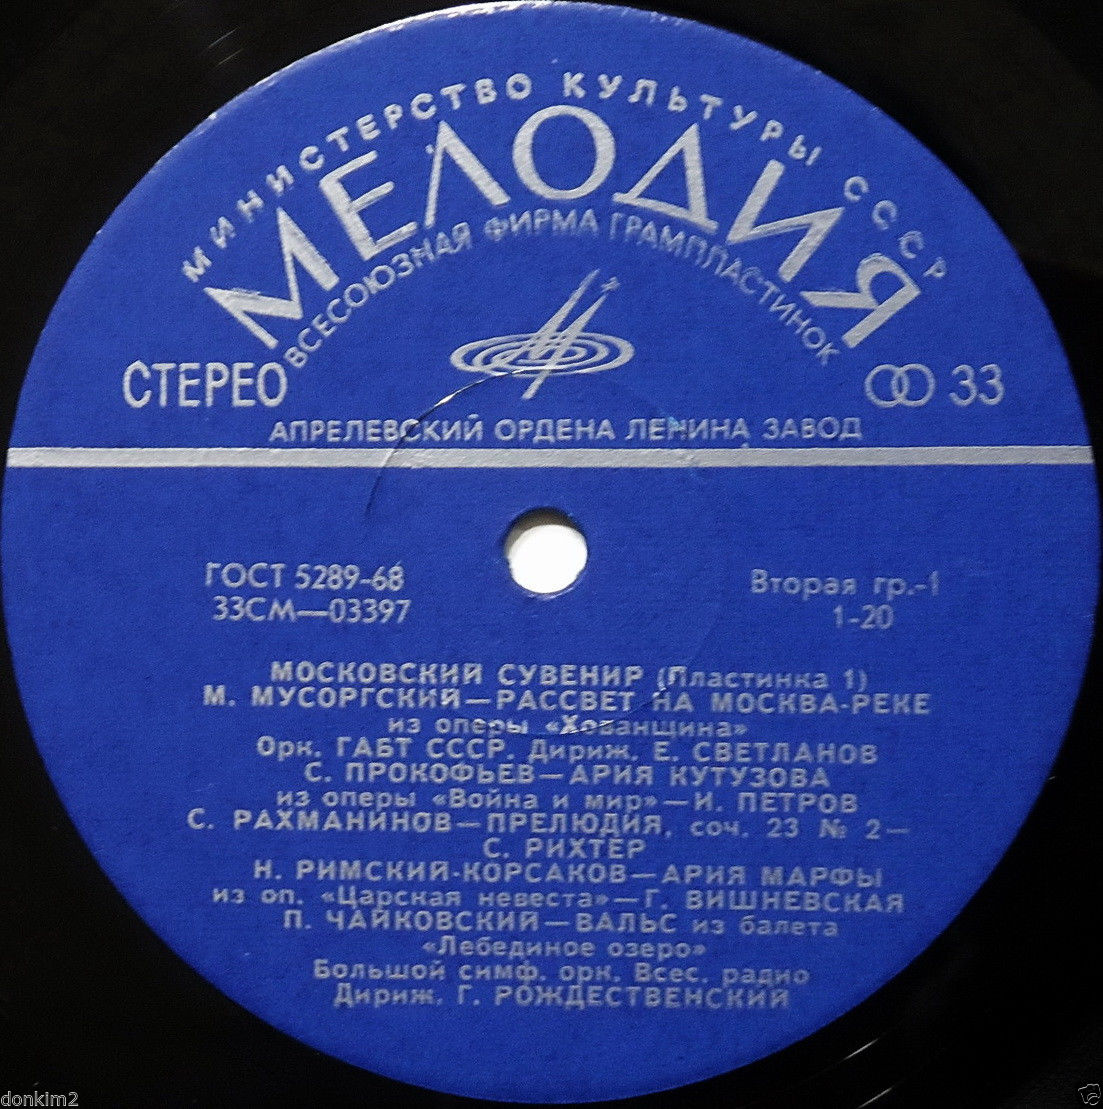 МИНИСТЕРСТВО КУЛЬТУРЫ СССР
МЕЛОДИЯ
ВСЕСОЮЗНАЯ ФИРМА ГРАМПЛАСТИНОК
СТЕРЕО
33
АПРЕЛЕВСКИЙ ОРДЕНА ЛЕНИНА ЗАВОД
ГОСТ 5289-68
33СМ—03397
Вторая гр.-1
1-20
МОСКОВСКИЙ СУВЕНИР (Пластинка 1)
М. МУСОРГСКИЙ—РАССВЕТ НА МОСКВА-РЕКЕ
из оперы «Хованщина»
Орк. ГАБТ СССР. Дириж. Е. СВЕТЛАНОВ
С. ПРОКОФЬЕВ—АРИЯ КУТУЗОВА
из оперы «Война и мир»—И. ПЕТРОВ
С. РАХМАНИНОВ—ПРЕЛЮДИЯ, соч. 23 № 2—
С. РИХТЕР
Н. РИМСКИЙ-КОРСАКОВ—АРИЯ МАРФЫ
из оп. «Царская невеста»—Г. ВИШНЕВСКАЯ
П. ЧАЙКОВСКИЙ—ВАЛЬС из балета
«Лебединое озеро»
Большой симф. орк. Всес. радио
Дириж. Г. РОЖДЕСТВЕНСКИЙ
donkim2